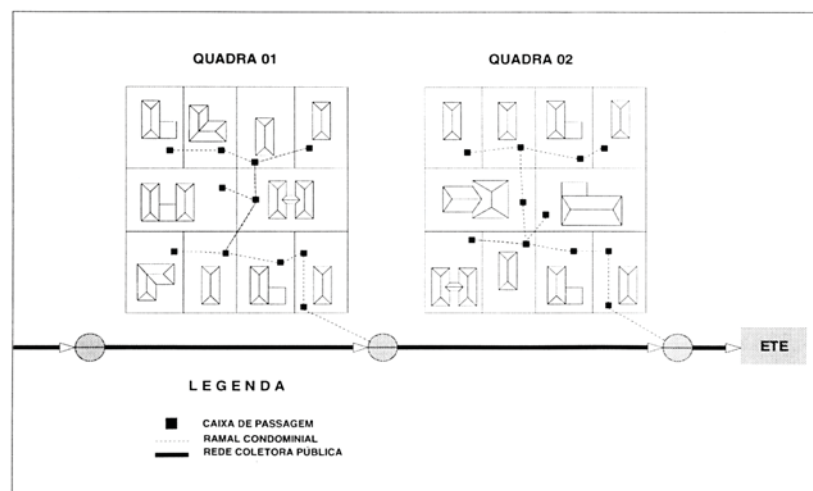 QUADRA 01
QUADRA 02
ETE
LEGENDA
CAIXA DE PASSAGEM
RAMAL CONDOMINIAL
REDE COLETORA PÚBLICA